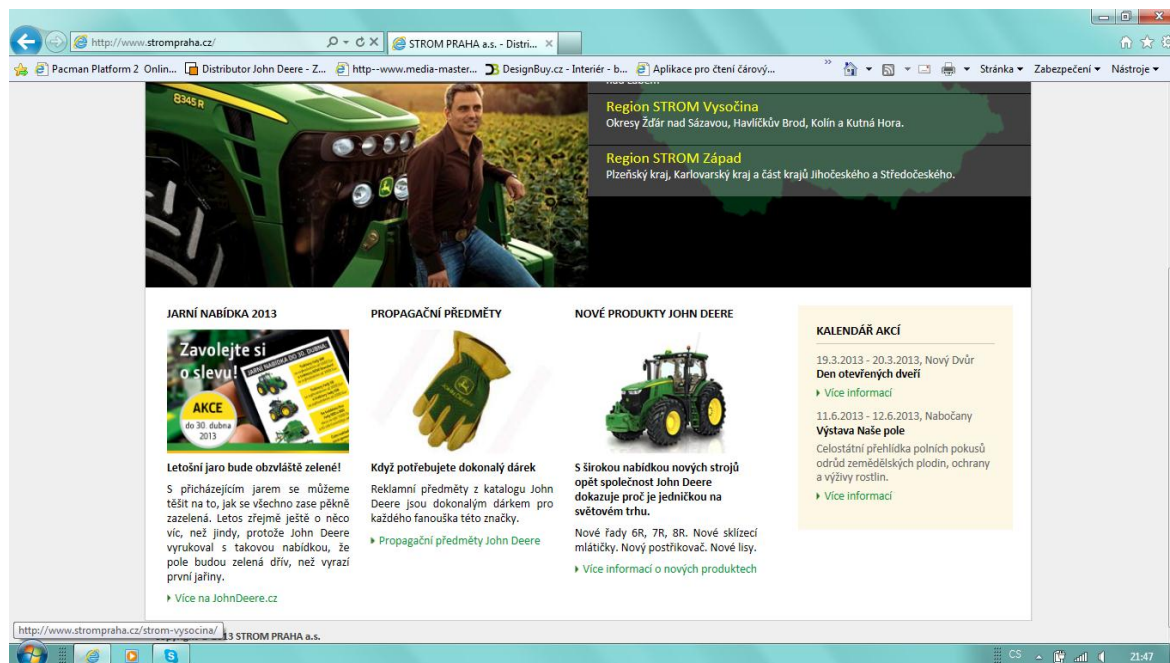 http://www.strompraha.cz/
STROM PRAHA a.s. - Distri...
Pacman Platform 2 Onlin...
Distributor John Deere - Z...
http--www.media-master...
DesignBuy.cz - Interiér - b...
Aplikace pro čtení čárový...
Stránka
Zabezpečení
Nástroje
8345R
Region STROM Vysočina
Okresy Žďár nad Sázavou, Havlíčkův Brod, Kolín a Kutná Hora.
Region STROM Západ
Plzeňský kraj, Karlovarský kraj a část krajů Jihočeského a Středočeského.
JARNÍ NABÍDKA 2013
Zavolejte si
o slevu!
JARNÍ NABÍDKA DO 30. DUBNA:
AKCE
do 30. dubna
2013
Letošní jaro bude obzvláště zelené!
S přicházejícím jarem se můžeme
těšit na to, jak se všechno zase pěkně
zazelená. Letos zřejmě ještě o něco
víc, než jindy, protože John Deere
vyrukoval s takovou nabídkou, že
pole budou zelená dřív, než vyrazí
první jařiny.
Více na JohnDeere.cz
PROPAGAČNÍ PŘEDMĚTY
Když potřebujete dokonalý dárek
Reklamní předměty z katalogu John
Deere jsou dokonalým dárkem pro
každého fanouška této značky.
Propagační předměty John Deere
NOVÉ PRODUKTY JOHN DEERE
S širokou nabídkou nových strojů
opět společnost John Deere
dokazuje proč je jedničkou na
světovém trhu.
Nové řady 6R, 7R, 8R. Nové sklízecí
mlátičky. Nový postřikovač. Nové lisy.
Více informací o nových produktech
KALENDÁŘ AKCÍ
19.3.2013 - 20.3.2013, Nový Dvůr
Den otevřených dveří
Více informací
11.6.2013 - 12.6.2013, Nabočany
Výstava Naše pole
Celostátní přehlídka polních pokusů
odrůd zemědělských plodin, ochrany
a výživy rostlin.
Více informací
http://www.strompraha.cz/strom-vysocina/
13 STROM PRAHA a.s.
CS
21:47